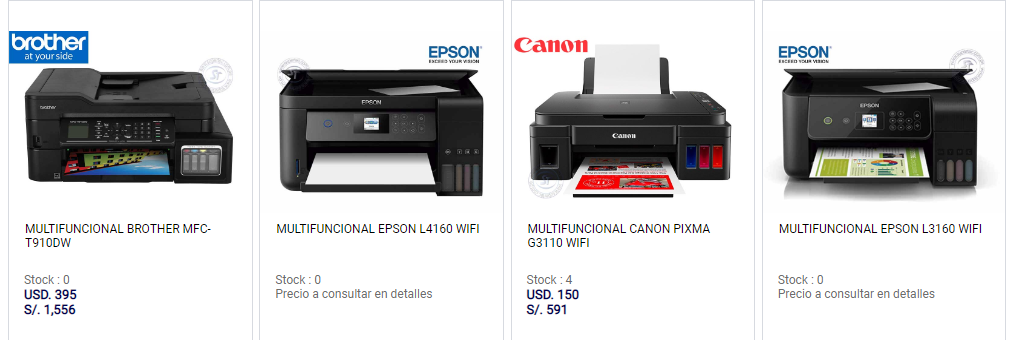 brother
at your side
brother
MULTIFUNCIONAL BROTHER MFC-
T910DW
Stock : 0
USD. 395
S/. 1,556
EPSON
EXCEED YOUR VISION
EPSON
MULTIFUNCIONAL EPSON L4160 WIFI
Stock : 0
Precio a consultar en detalles
Canon
Canon
MULTIFUNCIONAL CANON PIXMA
G3110 WIFI
Stock : 4
USD. 150
S/. 591
EPSON
EXCEED YOUR VISION
EPSON
MULTIFUNCIONAL EPSON L3160 WIFI
Stock : 0
Precio a consultar en detalles